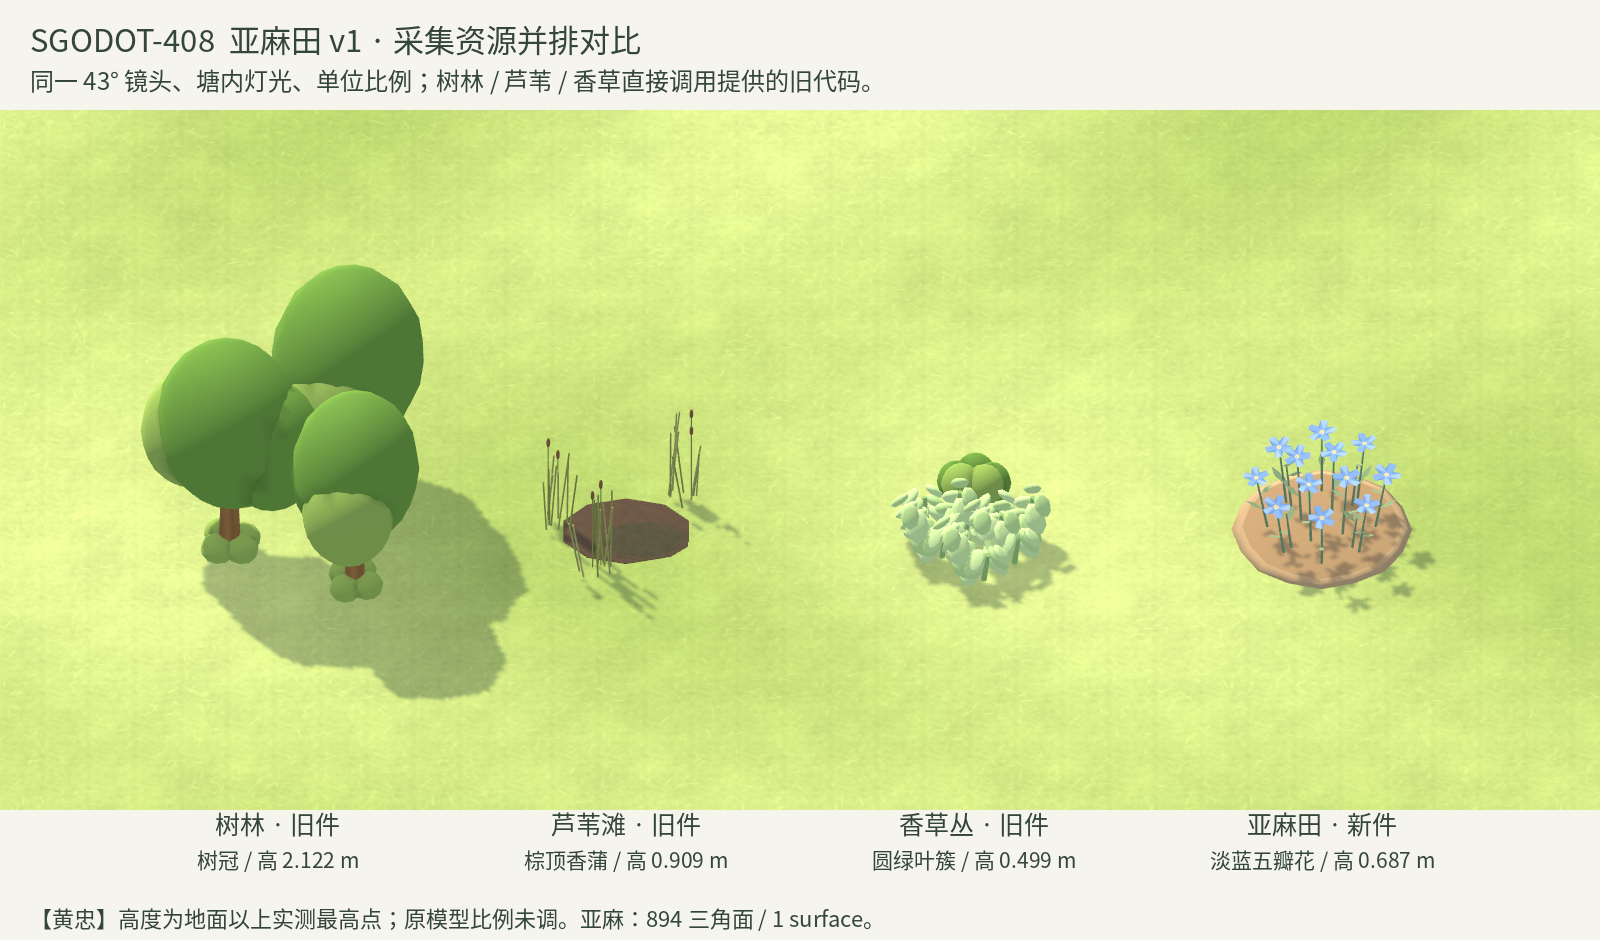 SGODOT-408 亚麻田 v1 · 采集资源并排对比
同一 43° 镜头、塘内灯光、单位比例；树林 / 芦苇 / 香草直接调用提供的旧代码。
树林 · 旧件
树冠 / 高 2.122 m
芦苇滩 · 旧件
棕顶香蒲 / 高 0.909 m
香草丛 · 旧件
圆绿叶簇 / 高 0.499 m
亚麻田 · 新件
淡蓝五瓣花 / 高 0.687 m
【黄忠】高度为地面以上实测最高点；原模型比例未调。亚麻：894 三角面 / 1 surface。